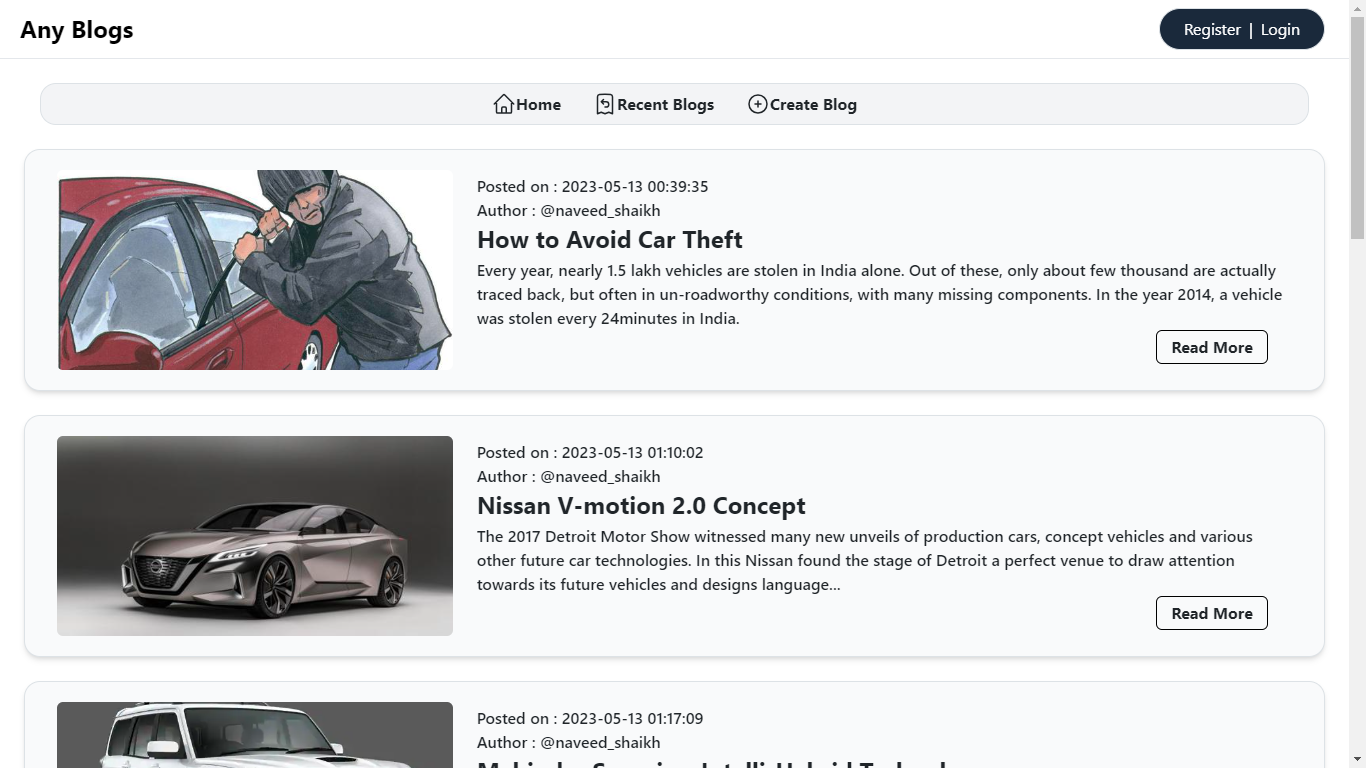 Any Blogs
Register | Login
Home
Recent Blogs
Create Blog
Posted on : 2023-05-13 00:39:35
Author : @naveed_shaikh
How to Avoid Car Theft
Every year, nearly 1.5 lakh vehicles are stolen in India alone. Out of these, only about few thousand are actually
traced back, but often in un-roadworthy conditions, with many missing components. In the year 2014, a vehicle
was stolen every 24minutes in India.
Read More
Posted on : 2023-05-13 01:10:02
Author : @naveed_shaikh
Nissan V-motion 2.0 Concept
The 2017 Detroit Motor Show witnessed many new unveils of production cars, concept vehicles and various
other future car technologies. In this Nissan found the stage of Detroit a perfect venue to draw attention
towards its future vehicles and designs language...
Read More
Posted on : 2023-05-13 01:17:09
Author : @naveed_shaikh